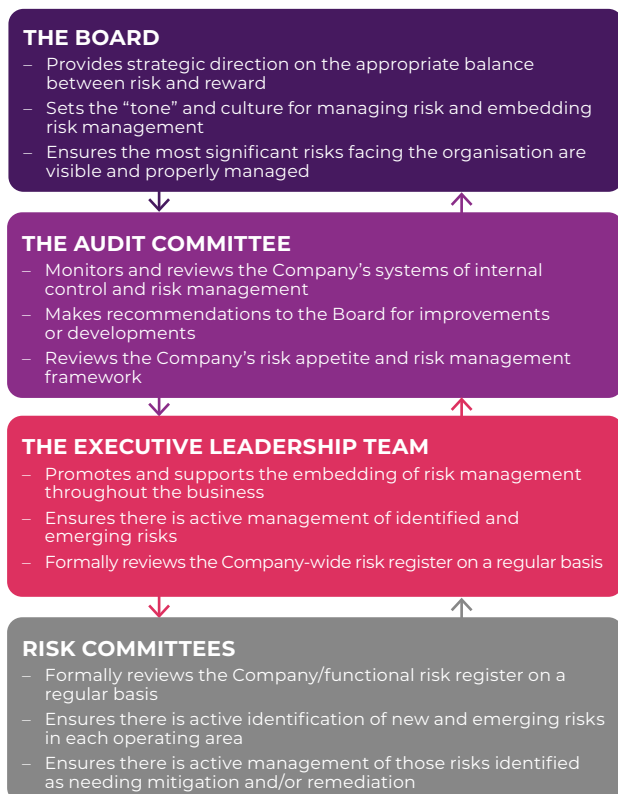 THE BOARD
– Provides strategic direction on the appropriate balance
between risk and reward
– Sets the “tone” and culture for managing risk and embedding
risk management
– Ensures the most significant risks facing the organisation are
visible and properly managed
THE AUDIT COMMITTEE
– Monitors and reviews the Company’s systems of internal
control and risk management
– Makes recommendations to the Board for improvements
or developments
– Reviews the Company’s risk appetite and risk management
framework
THE EXECUTIVE LEADERSHIP TEAM
– Promotes and supports the embedding of risk management
throughout the business
– Ensures there is active management of identified and
emerging risks
– Formally reviews the Company-wide risk register on a regular basis
RISK COMMITTEES
– Formally reviews the Company/functional risk register on a
regular basis
– Ensures there is active identification of new and emerging risks
in each operating area
– Ensures there is active management of those risks identified
as needing mitigation and/or remediation